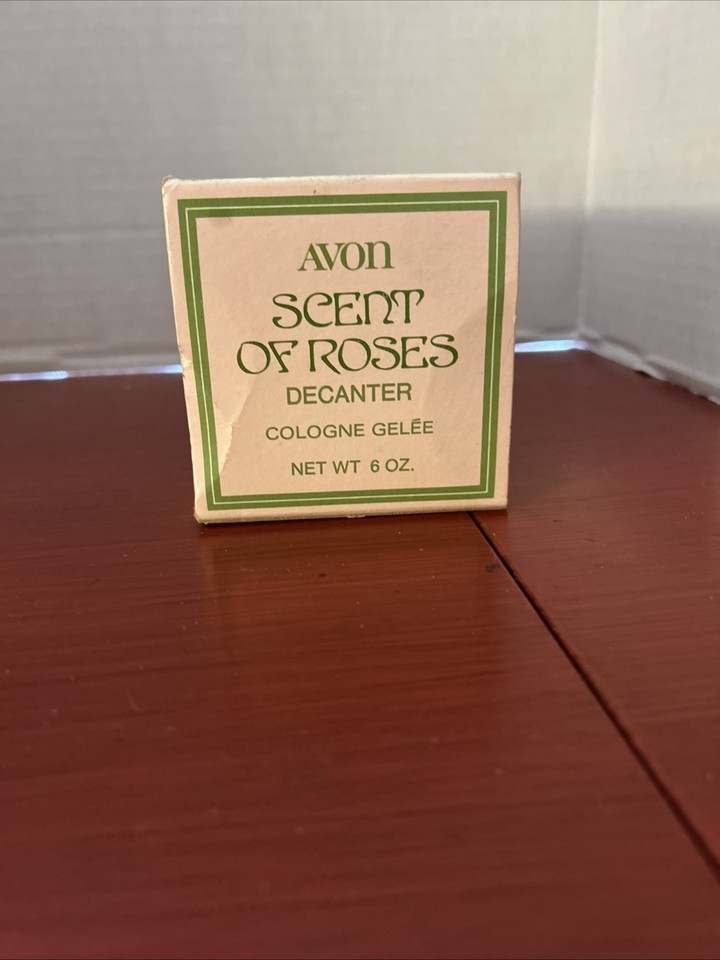 AVON
SCENT
OF ROSES
DECANTER
COLOGNE GELÉE
NET WT 6 OZ.